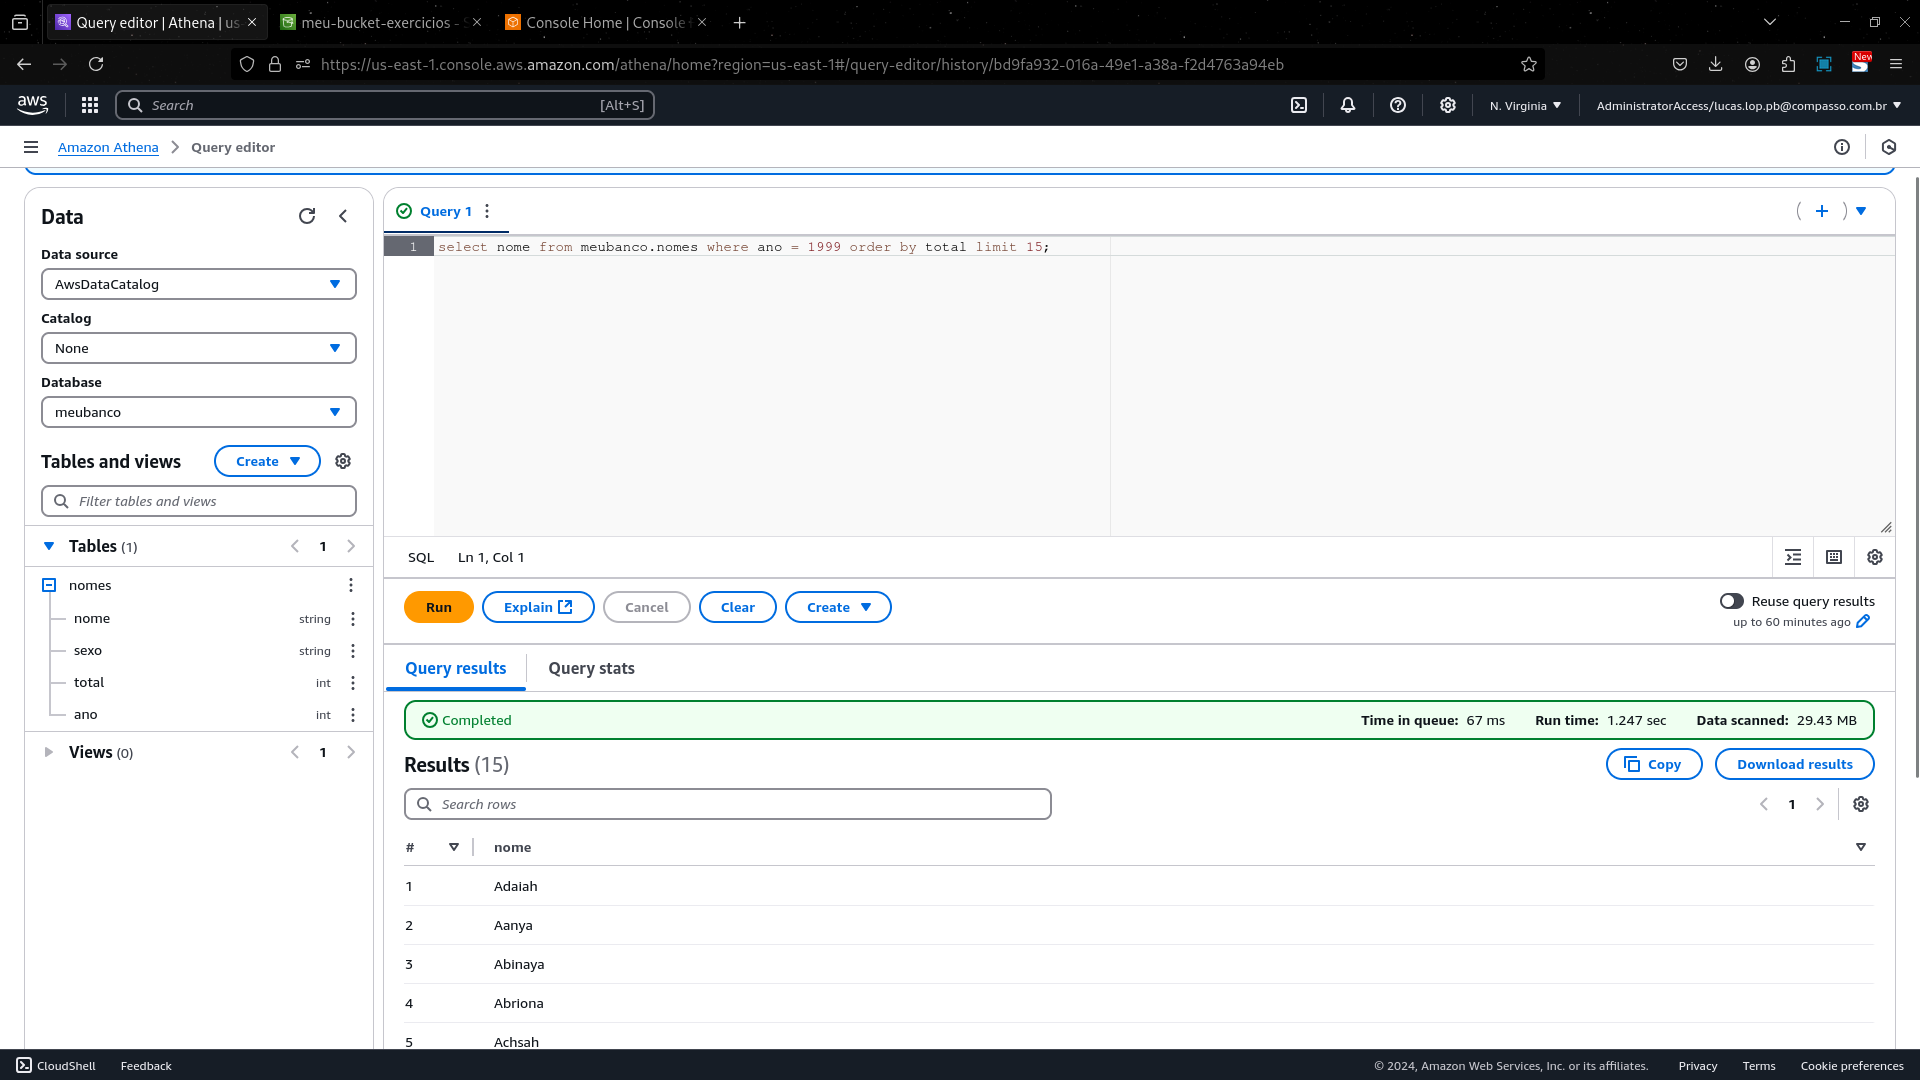 Query editor | Athena | us
meu-bucket-exercicios -
Console Home | Console
https://us-east-1.console.aws.amazon.com/athena/home?region=us-east-1#/query-editor/history/bd9fa932-016a-49e1-a38a-f2d4763a94eb
New
aws
Search
[Alt+S]
N. Virginia
AdministratorAccess/lucas.lop.pb@compasso.com.br
Amazon Athena
Query editor
Data
Data source
AwsDataCatalog
Catalog
None
Database
meubanco
Tables and views
Create
Filter tables and views
Tables (1)
1
nomes
nome string
sexo string
total int
ano int
Views (0)
1
Query 1
1 select nome from meubanco.nomes where ano = 1999 order by total limit 15;
SQL Ln 1, Col 1
Run
Explain
Cancel
Clear
Create
Reuse query results
up to 60 minutes ago
Query results
Query stats
Completed
Time in queue: 67 ms
Run time: 1.247 sec
Data scanned: 29.43 MB
Results (15)
Copy
Download results
Search rows
1
# nome
1 Adaiah
2 Aanya
3 Abinaya
4 Abriona
5 Achsah
CloudShell
Feedback
© 2024, Amazon Web Services, Inc. or its affiliates.
Privacy
Terms
Cookie preferences